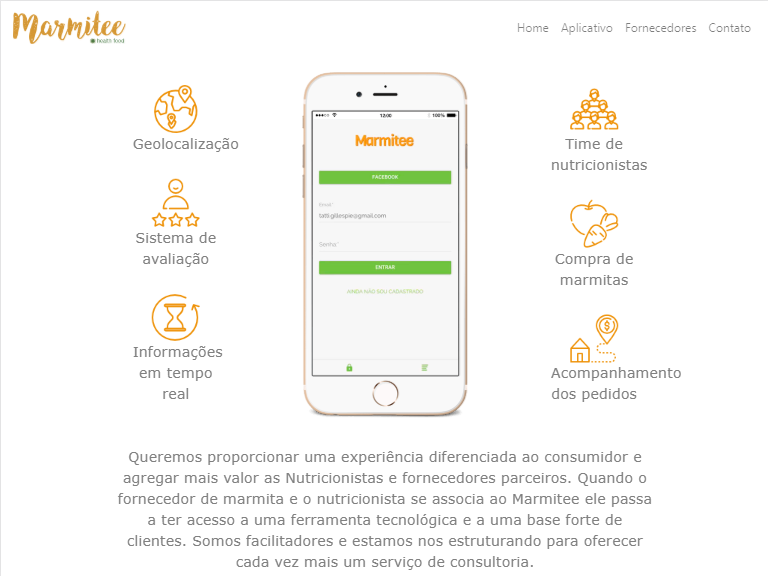 Marmitee
health food
Home Aplicativo Fornecedores Contato
Geolocalização
Sistema de
avaliação
Informações
em tempo
real
12:00
100%
Marmitee
FACEBOOK
Email*
tatti.gillespie@gmail.com
Senha*
ENTRAR
AINDA NÃO SOU CADASTRADO
Time de
nutricionistas
Compra de
marmitas
Acompanhamento
dos pedidos
Queremos proporcionar uma experiência diferenciada ao consumidor e
agregar mais valor as Nutricionistas e fornecedores parceiros. Quando o
fornecedor de marmita e o nutricionista se associa ao Marmitee ele passa
a ter acesso a uma ferramenta tecnológica e a uma base forte de
clientes. Somos facilitadores e estamos nos estruturando para oferecer
cada vez mais um serviço de consultoria.